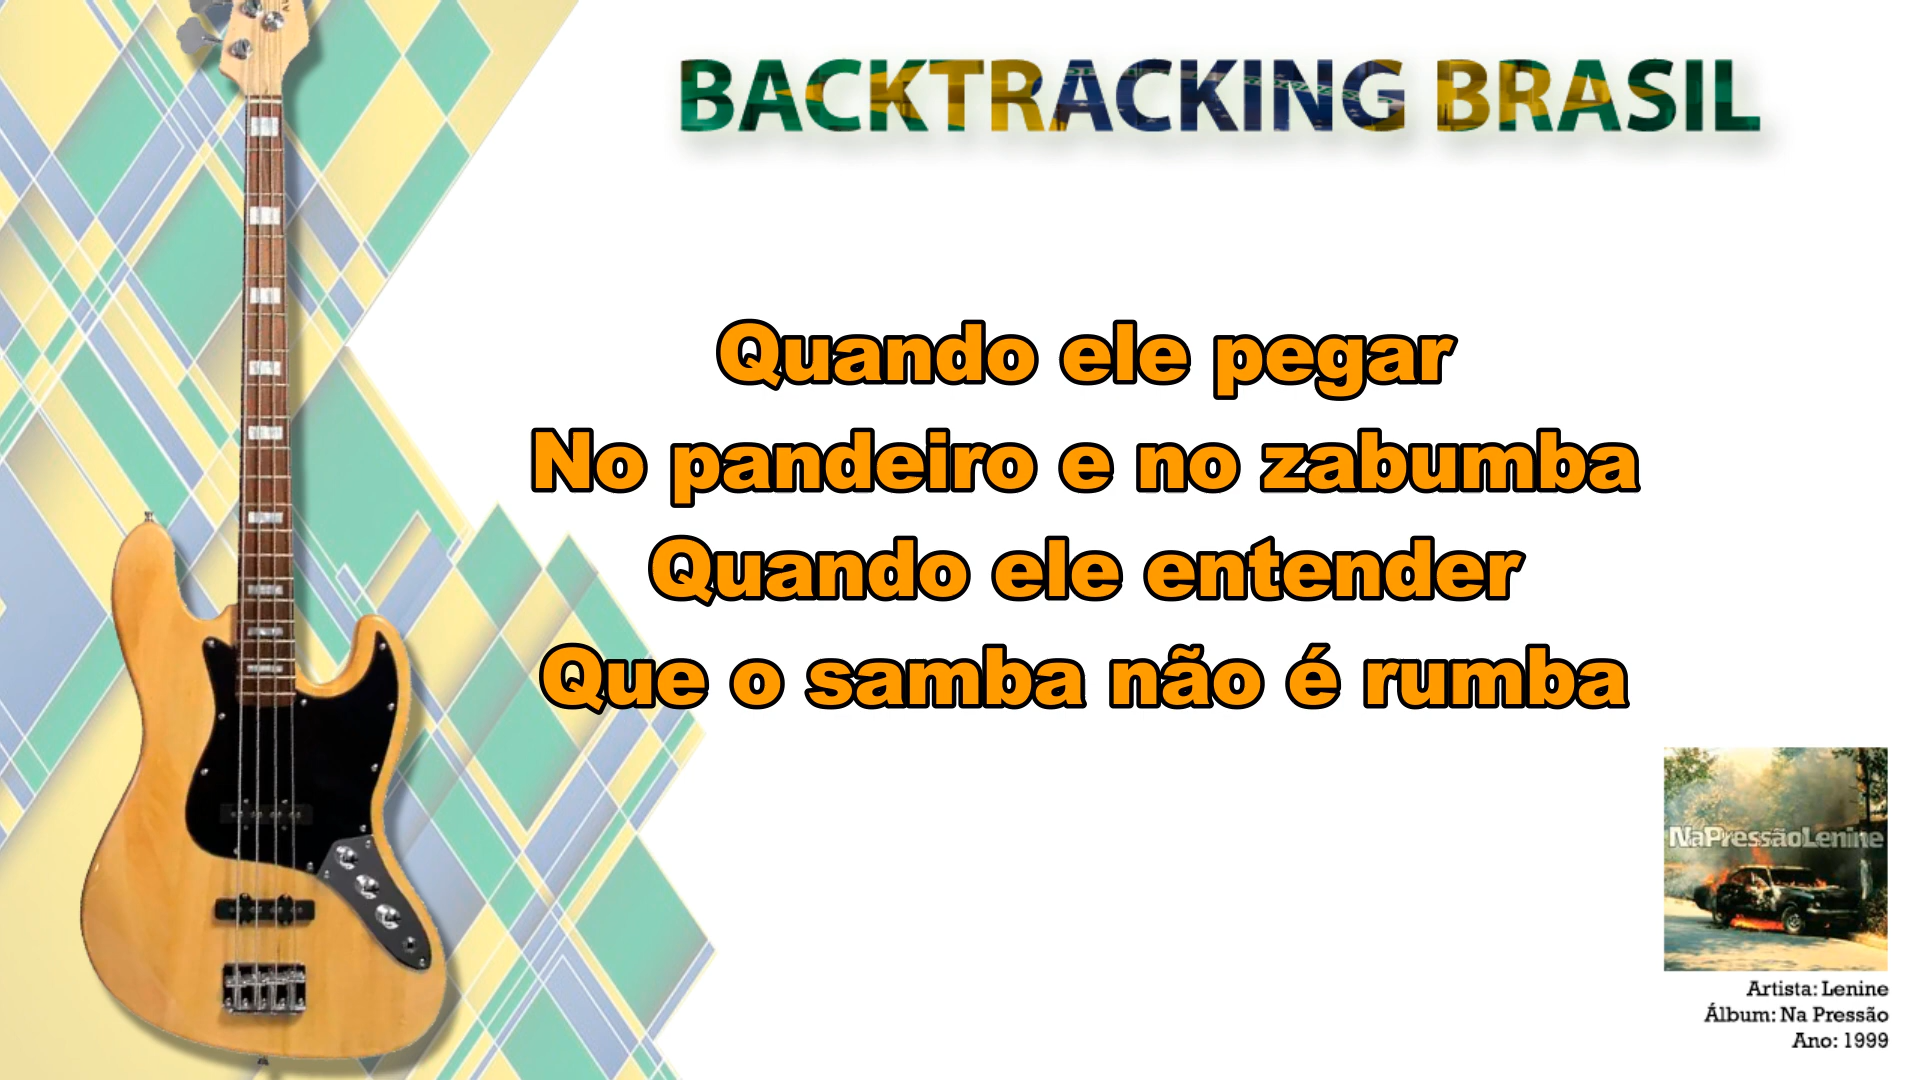 BACKTRACKING BRASIL
Quando ele pegar
No pandeiro e no zabumba
Quando ele entender
Que o samba não é rumba
NaPressãoLenine
Artista: Lenine
Álbum: Na Pressão
Ano: 1999